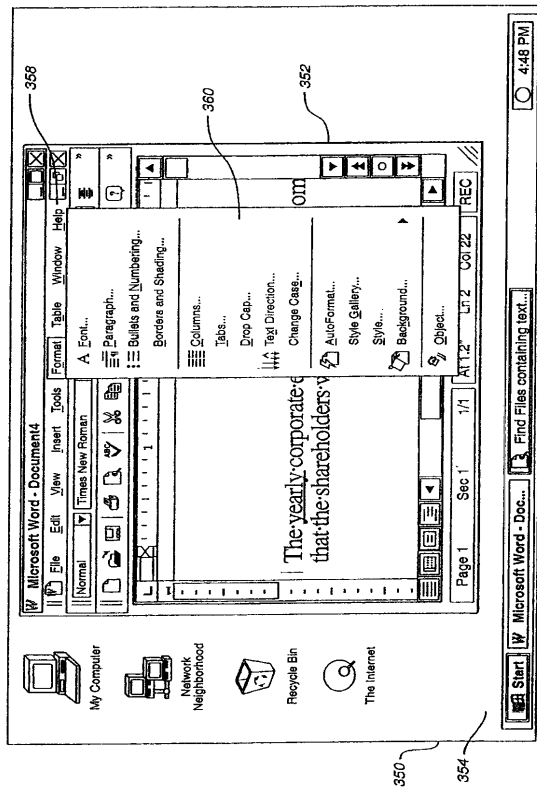 358
W Microsoft Word - Document4
File Edit View Insert Tools Format Table Window Help
Normal Times New Roman
»
ABC
?
»
1
The·yearly·corporate·e
om
that·the·shareholders·
A Font...
Paragraph...
Bullets and Numbering...
Borders and Shading...
Columns...
Tabs...
Drop Cap...
Text Direction...
Change Case...
AutoFormat...
Style Gallery...
Style...
Background...
Object...
360
352
Page 1 Sec 1 1/1 At 1.2" Ln 2 Col 22 REC
My Computer
Network
Neighborhood
Recycle Bin
The Internet
Start W Microsoft Word - Doc... Find Files containing text... 4:48 PM
350
354